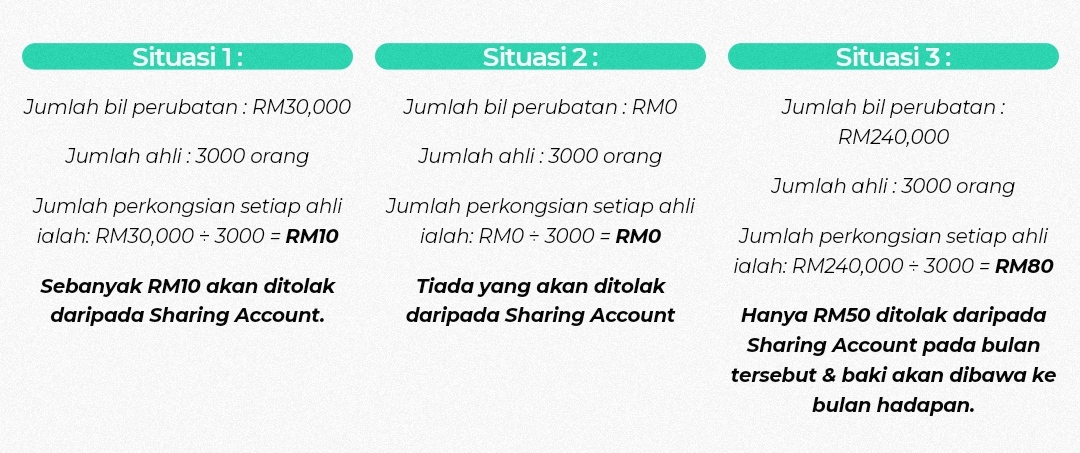 Situasi 1 :
Jumlah bil perubatan : RM30,000
Jumlah ahli : 3000 orang
Jumlah perkongsian setiap ahli
ialah: RM30,000 ÷ 3000 = RM10
Sebanyak RM10 akan ditolak
daripada Sharing Account.
Situasi 2 :
Jumlah bil perubatan : RM0
Jumlah ahli : 3000 orang
Jumlah perkongsian setiap ahli
ialah: RM0 ÷ 3000 = RM0
Tiada yang akan ditolak
daripada Sharing Account
Situasi 3 :
Jumlah bil perubatan :
RM240,000
Jumlah ahli : 3000 orang
Jumlah perkongsian setiap ahli
ialah: RM240,000 ÷ 3000 = RM80
Hanya RM50 ditolak daripada
Sharing Account pada bulan
tersebut & baki akan dibawa ke
bulan hadapan.